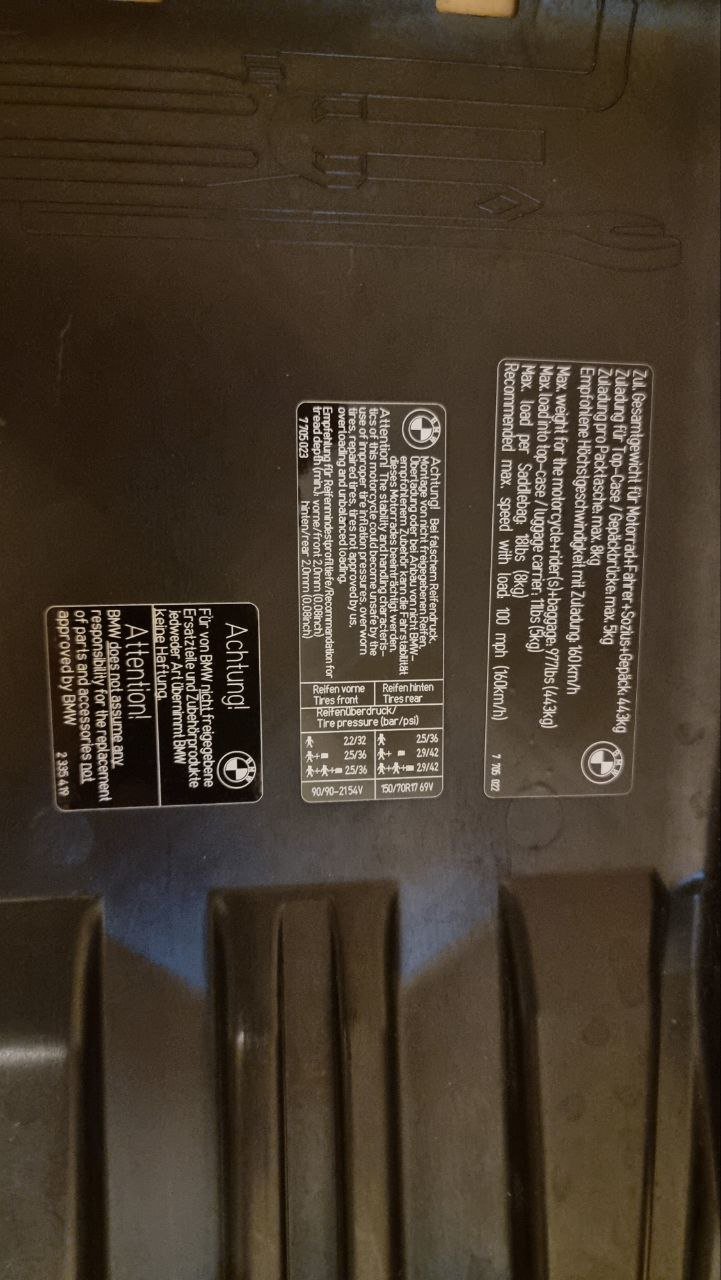 Zul. Gesamtgewicht für Motorrad+Fahrer+Sozius+Gepäck: 443kg
Zuladung für Top-Case / Gepäckbrücke: max. 5kg
Zuladung pro Packtasche: max. 8kg
Empfohlene Höchstgeschwindigkeit mit Zuladung: 160 km/h
Max. weight for the motorcycle+rider(s)+baggage: 977lbs (443kg)
Max. load into top-case / luggage carrier: 11lbs (5kg)
Max. load per Saddlebag: 18lbs (8kg)
Recommended max. speed with load: 100 mph (160km/h)
7 705 022
BMW
Achtung! Bei falschem Reifendruck,
Montage von nicht freigegebenen Reifen,
Überladung oder bei Anbau von nicht BMW-
empfohlenem Zubehör kann die Fahrstabilität
dieses Motorrades beeinträchtigt werden.
Attention! The stability and handling characteris-
tics of this motorcycle could become unsafe by the
use of improper tire inflation pressures, overworn
tires, repaired tires, tires not approved by us,
overloading and unbalanced loading.
Empfehlung für Reifenmindestprofiltiefe/Recommendation for
tread depth (min.): vorne/front 2.0mm (0.08inch)
7 705 023 hinten/rear 2.0mm (0.08inch)
BMW
Reifen vorne Reifen hinten
Tires front Tires rear
Reifenüberdruck/
Tire pressure (bar/psi)
2.2/32 2.5/36
+ 2.5/36 + 2.9/42
++ 2.5/36 ++ 2.9/42
90/90-21 54V 150/70R17 69V
Achtung!
BMW
Für von BMW nicht freigegebene
Ersatzteile und Zubehörprodukte
jedweder Art übernimmt BMW
keine Haftung.
Attention!
BMW does not assume any
responsibility for the replacement
of parts and accessories not
approved by BMW
2 335 419